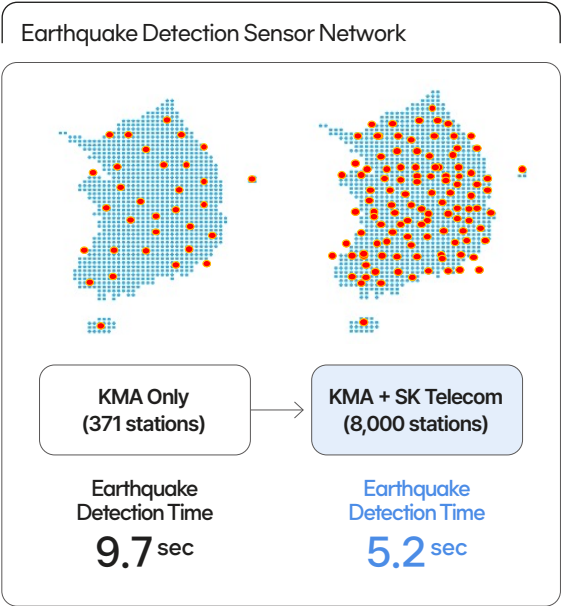 Earthquake Detection Sensor Network
KMA Only
(371 stations)
KMA + SK Telecom
(8,000 stations)
Earthquake
Detection Time
9.7 sec
Earthquake
Detection Time
5.2 sec